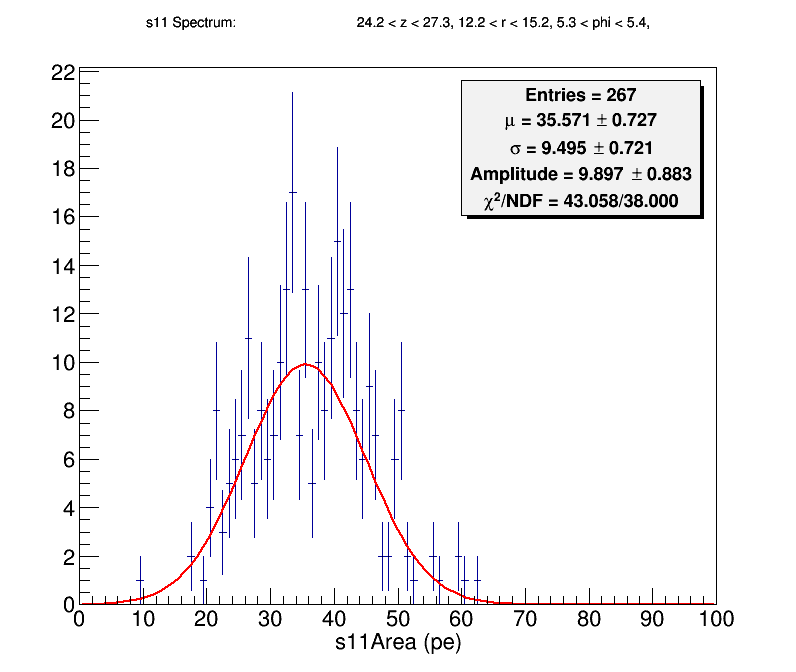 s11 Spectrum: 24.2 < z < 27.3, 12.2 < r < 15.2, 5.3 < phi < 5.4,
Entries = 267
μ = 35.571 ± 0.727
σ = 9.495 ± 0.721
Amplitude = 9.897 ± 0.883
χ²/NDF = 43.058/38.000
22
20
18
16
14
12
10
8
6
4
2
0
0 10 20 30 40 50 60 70 80 90 100
s11Area (pe)